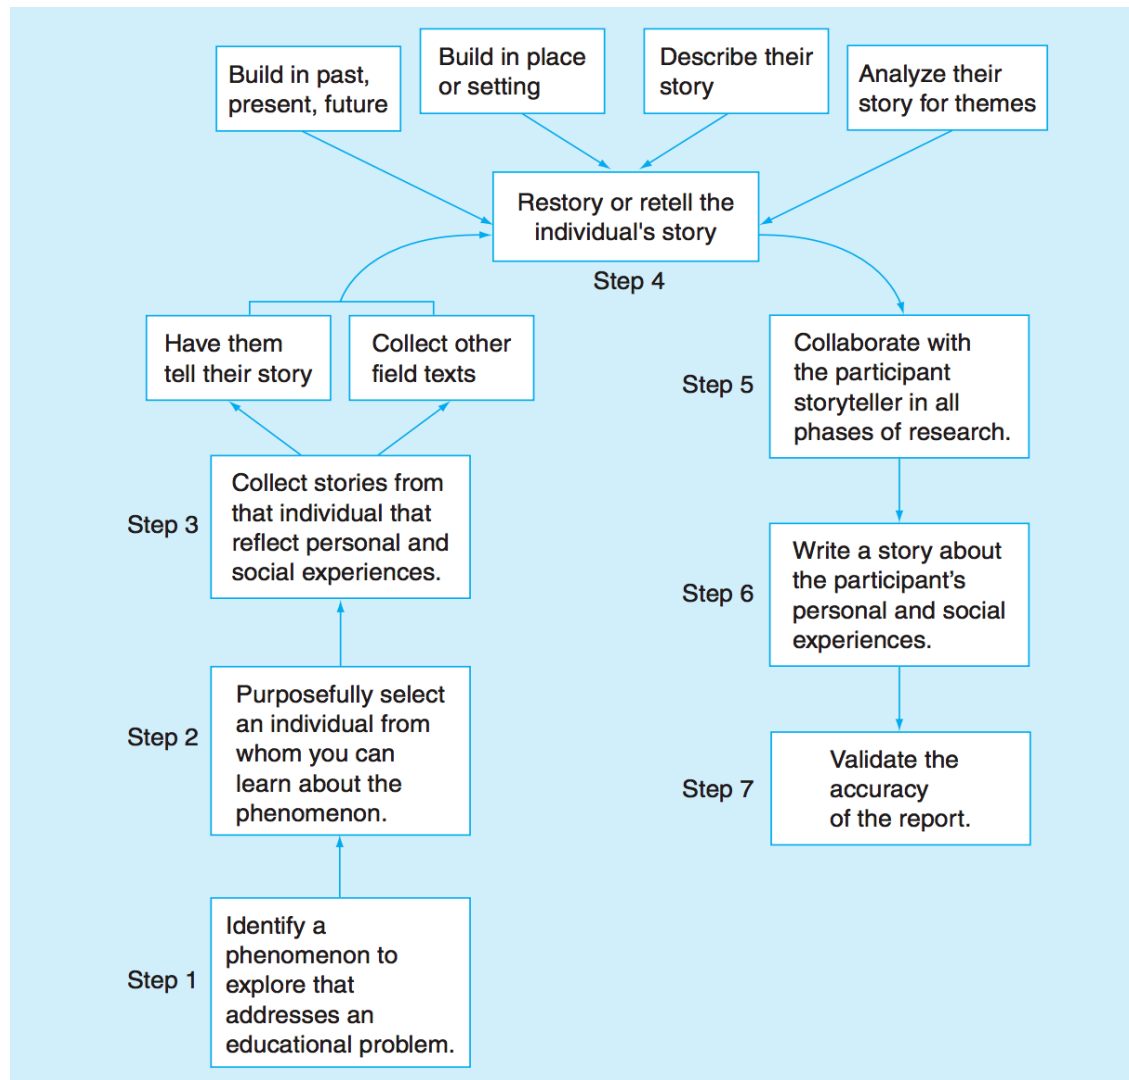 Build in past,
present, future
Build in place
or setting
Describe their
story
Analyze their
story for themes
Restory or retell the
individual's story
Step 4
Have them
tell their story
Collect other
field texts
Step 3
Collect stories from
that individual that
reflect personal and
social experiences.
Step 2
Purposefully select
an individual from
whom you can
learn about the
phenomenon.
Step 1
Identify a
phenomenon to
explore that
addresses an
educational problem.
Step 5
Collaborate with
the participant
storyteller in all
phases of research.
Step 6
Write a story about
the participant’s
personal and social
experiences.
Step 7
Validate the
accuracy
of the report.